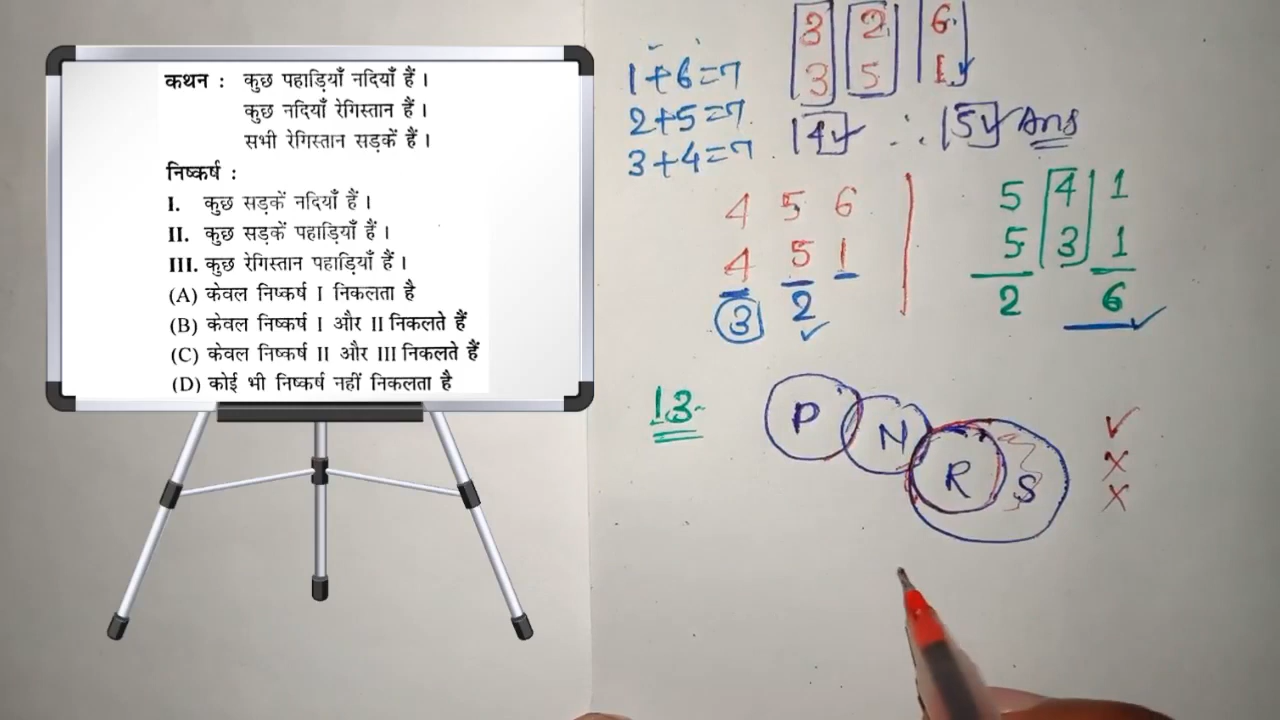 कथन : कुछ पहाड़ियाँ नदियाँ हैं ।
कुछ नदियाँ रेगिस्तान हैं ।
सभी रेगिस्तान सड़कें हैं ।
निष्कर्ष :
I. कुछ सड़कें नदियाँ हैं ।
II. कुछ सड़कें पहाड़ियाँ हैं ।
III. कुछ रेगिस्तान पहाड़ियाँ हैं ।
(A) केवल निष्कर्ष I निकलता है
(B) केवल निष्कर्ष I और II निकलते हैं
(C) केवल निष्कर्ष II और III निकलते हैं
(D) कोई भी निष्कर्ष नहीं निकलता है
1+6=7
2+5=7
3+4=7
3 2 6
3 5 1
14 ∴ 15 Ans
4 5 6
4 5 1
3 2
5 4 1
5 3 1
2 6
13.
P N R S